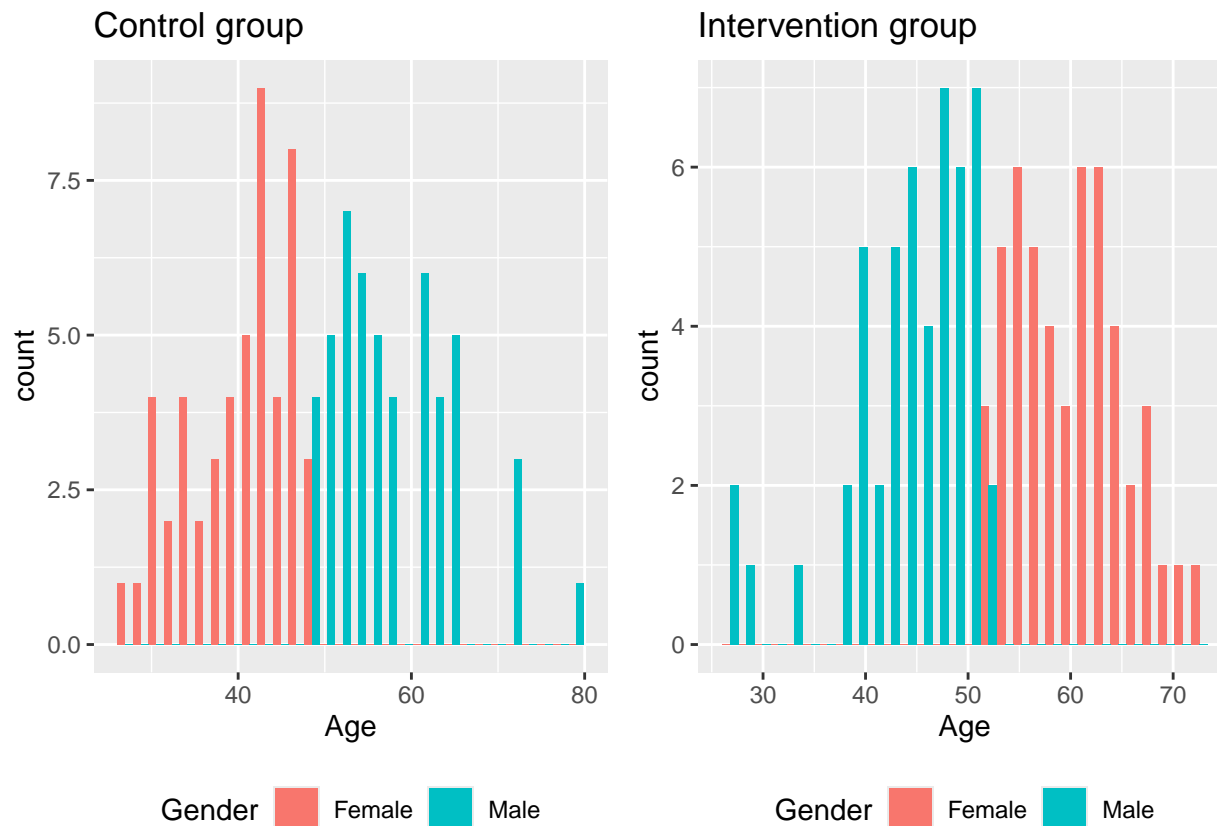 Control group
7.5
5.0
2.5
0.0
count
40 60 80
Age
Gender Female Male
Intervention group
6
4
2
0
count
30 40 50 60 70
Age
Gender Female Male